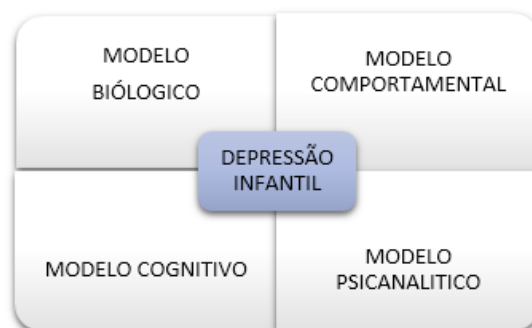 MODELO
BIÓLOGICO
MODELO
COMPORTAMENTAL
DEPRESSÃO
INFANTIL
MODELO COGNITIVO
MODELO
PSICANALITICO